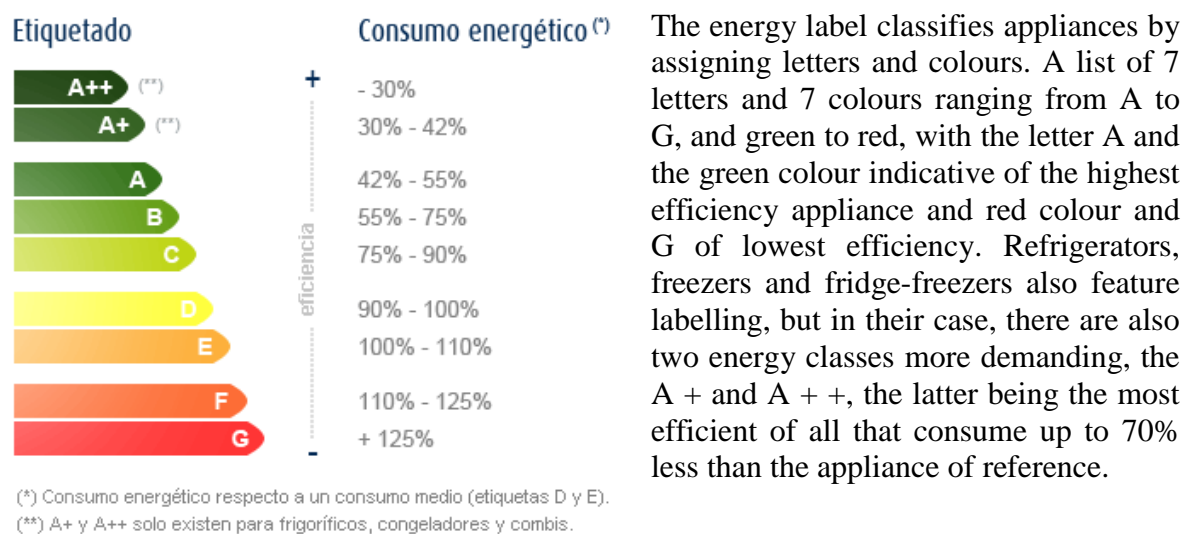 Etiquetado
Consumo energético (*)
A++ (**)
+
- 30%
A+ (**)
30% - 42%
A
42% - 55%
B
55% - 75%
C
75% - 90%
eficiencia
D
90% - 100%
E
100% - 110%
F
110% - 125%
G
+ 125%
-
(*) Consumo energético respecto a un consumo medio (etiquetas D y E).
(**) A+ y A++ solo existen para frigoríficos, congeladores y combis.
The energy label classifies appliances by
assigning letters and colours. A list of 7
letters and 7 colours ranging from A to
G, and green to red, with the letter A and
the green colour indicative of the highest
efficiency appliance and red colour and
G of lowest efficiency. Refrigerators,
freezers and fridge-freezers also feature
labelling, but in their case, there are also
two energy classes more demanding, the
A + and A + +, the latter being the most
efficient of all that consume up to 70%
less than the appliance of reference.